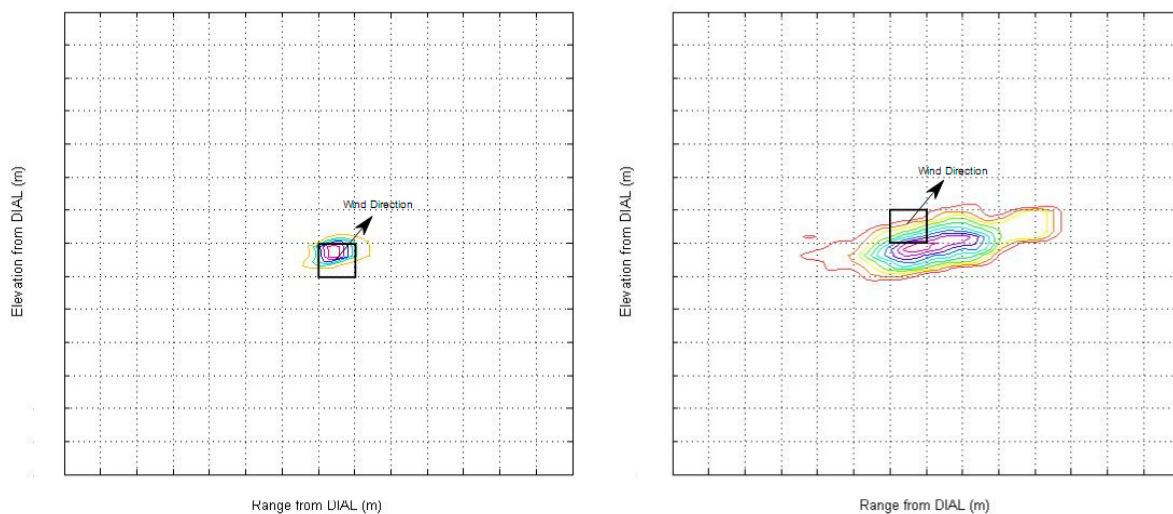 Wind Direction
Elevation from DIAL (m)
Range from DIAL (m)
Wind Direction
Elevation from DIAL (m)
Range from DIAL (m)